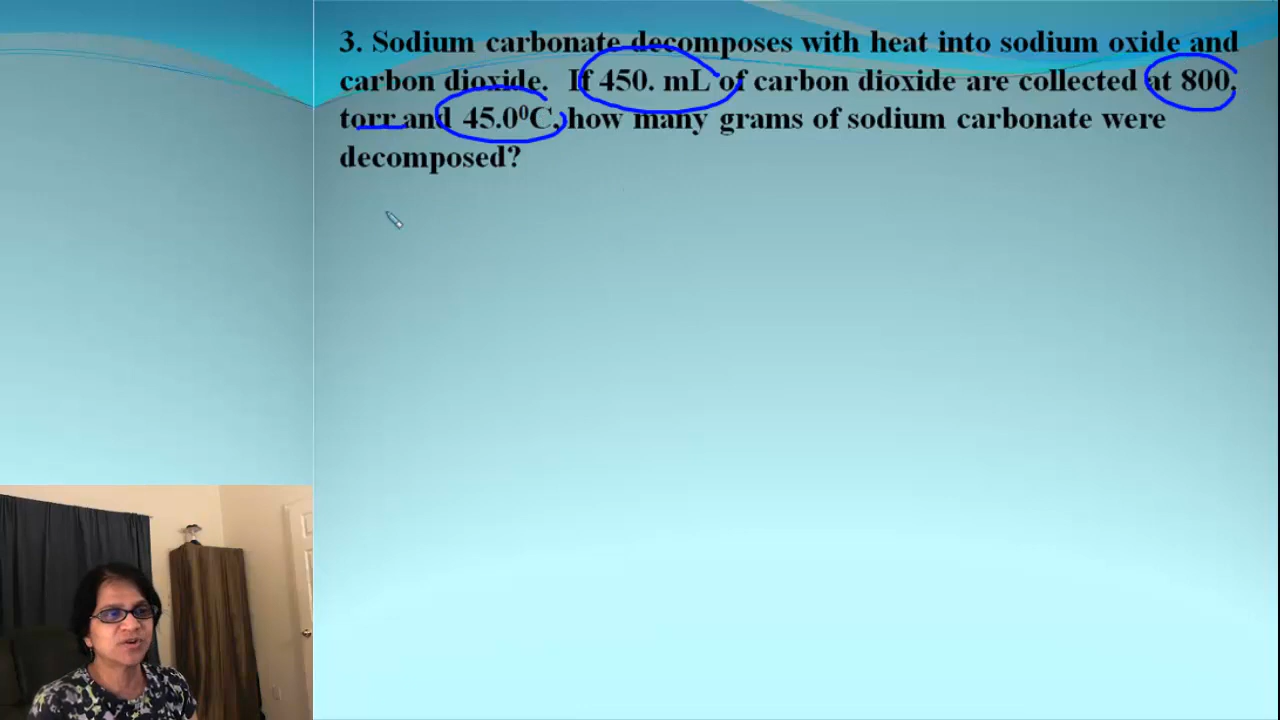 3. Sodium carbonate decomposes with heat into sodium oxide and
carbon dioxide. If 450. mL of carbon dioxide are collected at 800.
torr and 45.0⁰C, how many grams of sodium carbonate were
decomposed?